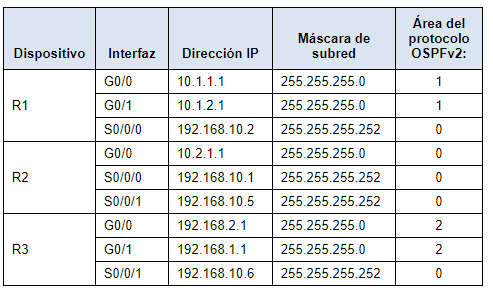 Dispositivo Interfaz Dirección IP Máscara de subred Área del protocolo OSPFv2:
R1 G0/0 10.1.1.1 255.255.255.0 1
G0/1 10.1.2.1 255.255.255.0 1
S0/0/0 192.168.10.2 255.255.255.252 0
R2 G0/0 10.2.1.1 255.255.255.0 0
S0/0/0 192.168.10.1 255.255.255.252 0
S0/0/1 192.168.10.5 255.255.255.252 0
R3 G0/0 192.168.2.1 255.255.255.0 2
G0/1 192.168.1.1 255.255.255.0 2
S0/0/1 192.168.10.6 255.255.255.252 0